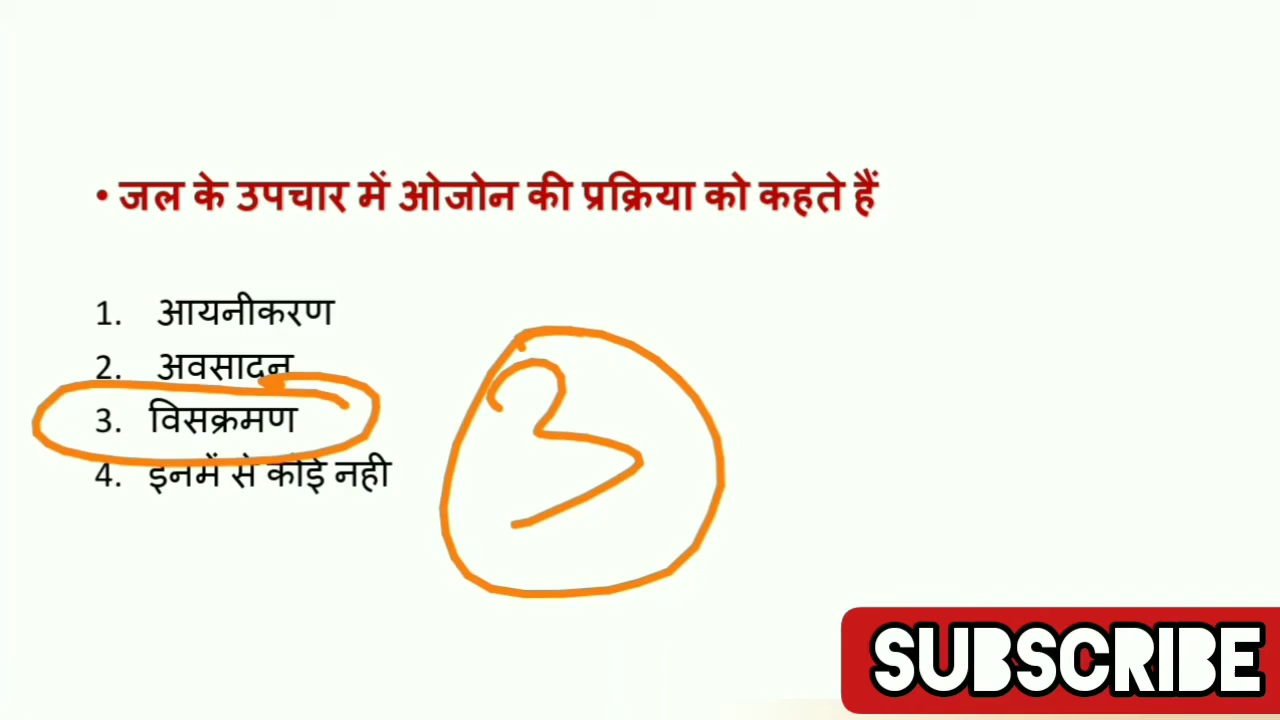 • जल के उपचार में ओजोन की प्रक्रिया को कहते हैं
1. आयनीकरण
2. अवसादन
3. विसक्रमण
4. इनमें से कोई नही
3
SUBSCRIBE